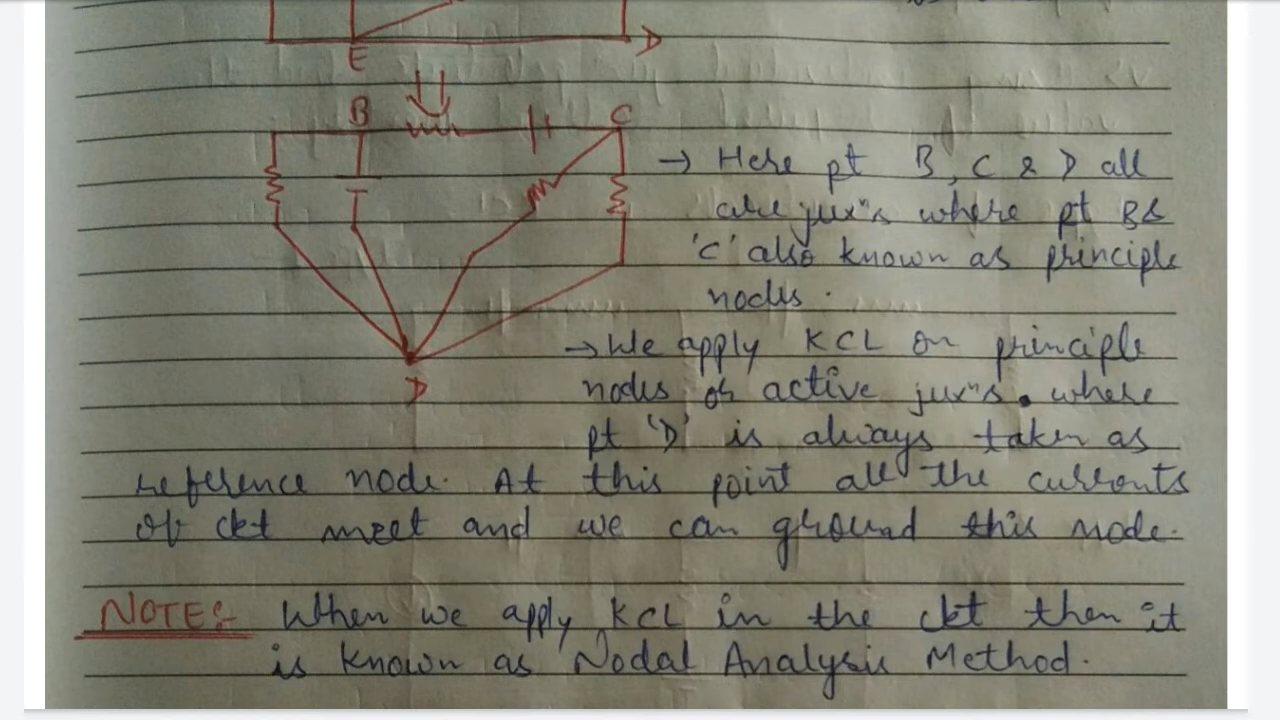 E
D
B
C
→ Here pt B, C & D all
are juxⁿs where pt B &
'C' also known as principle
nodes.
D
→ We apply KCL on principle
nodes or active juxⁿs. where
pt 'D' is always taken as
reference node. At this point all the currents
of ckt meet and we can ground this node.
NOTE:- When we apply KCL in the ckt then it
is known as Nodal Analysis Method.